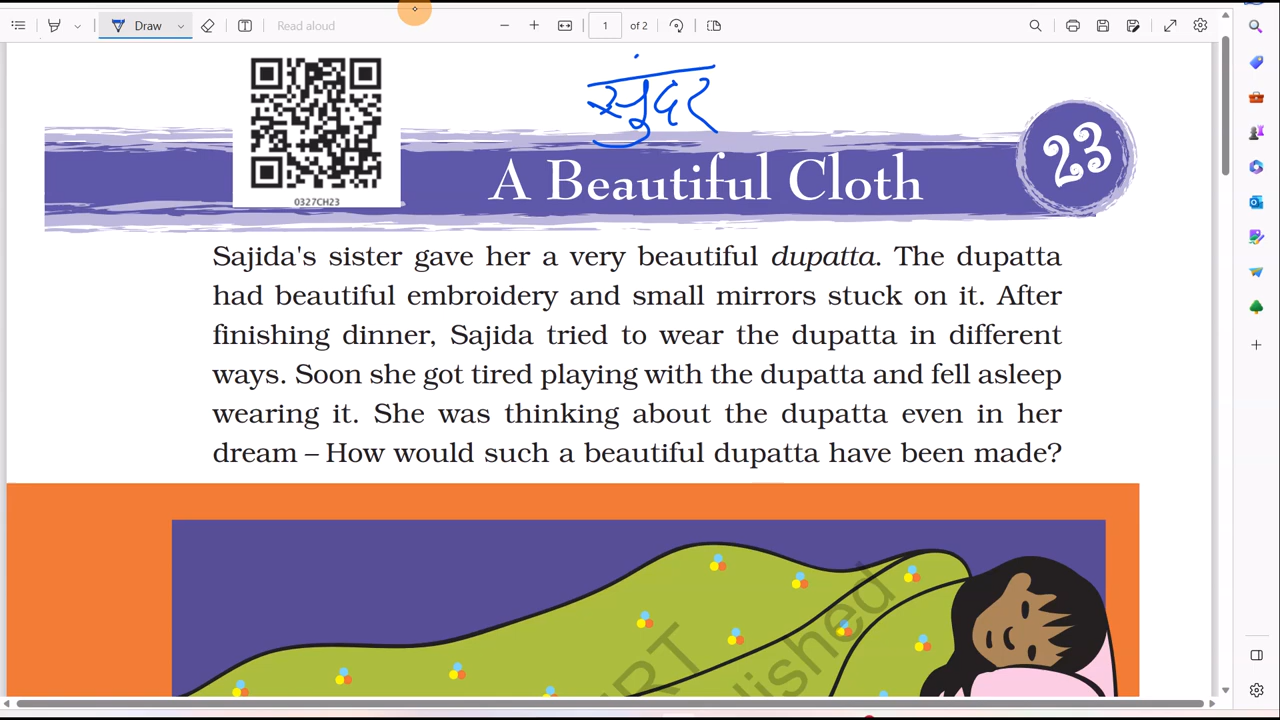 Draw
Read aloud
1
of 2
सुंदर
0327CH23
A Beautiful Cloth
23
Sajida's sister gave her a very beautiful dupatta. The dupatta
had beautiful embroidery and small mirrors stuck on it. After
finishing dinner, Sajida tried to wear the dupatta in different
ways. Soon she got tired playing with the dupatta and fell asleep
wearing it. She was thinking about the dupatta even in her
dream – How would such a beautiful dupatta have been made?
RT
lished